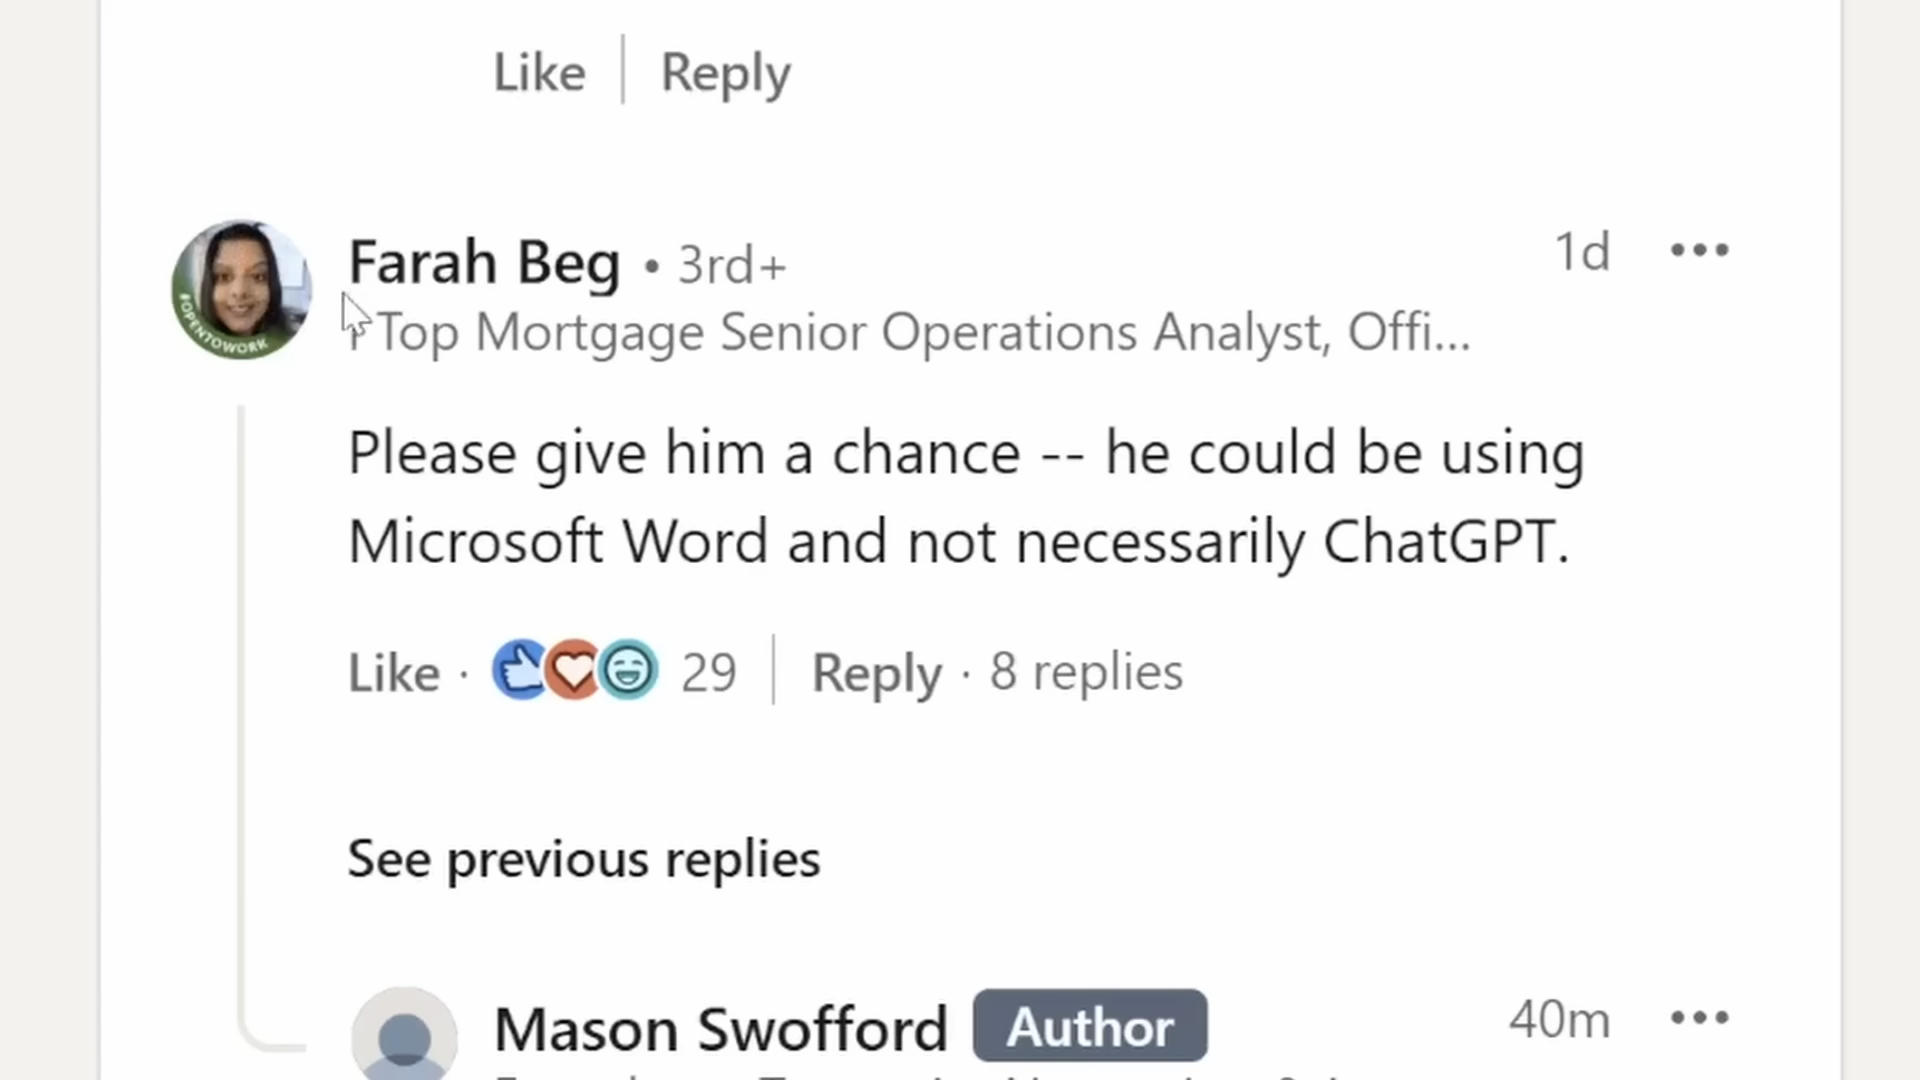 Like | Reply
Farah Beg • 3rd+
1d •••
Top Mortgage Senior Operations Analyst, Offi...
#OPENTOWORK
Please give him a chance -- he could be using
Microsoft Word and not necessarily ChatGPT.
Like · 29 | Reply · 8 replies
See previous replies
Mason Swofford Author
40m •••